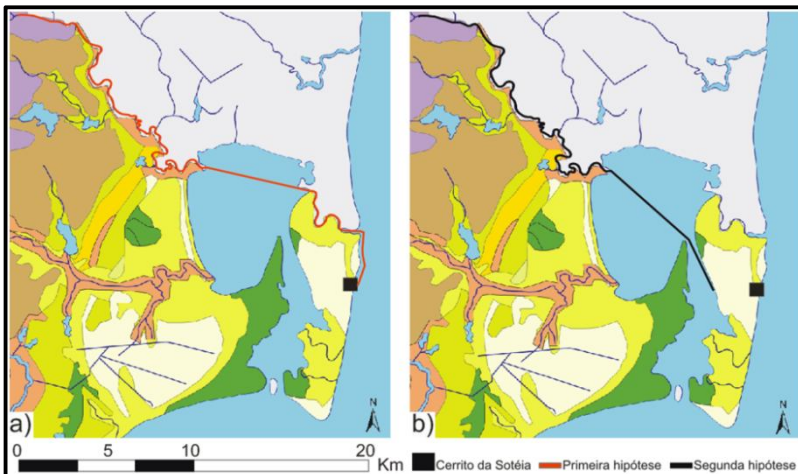 N
N
a)
b)
0 5 10 20
Km
Cerrito da Sotéia Primeira hipótese Segunda hipótese